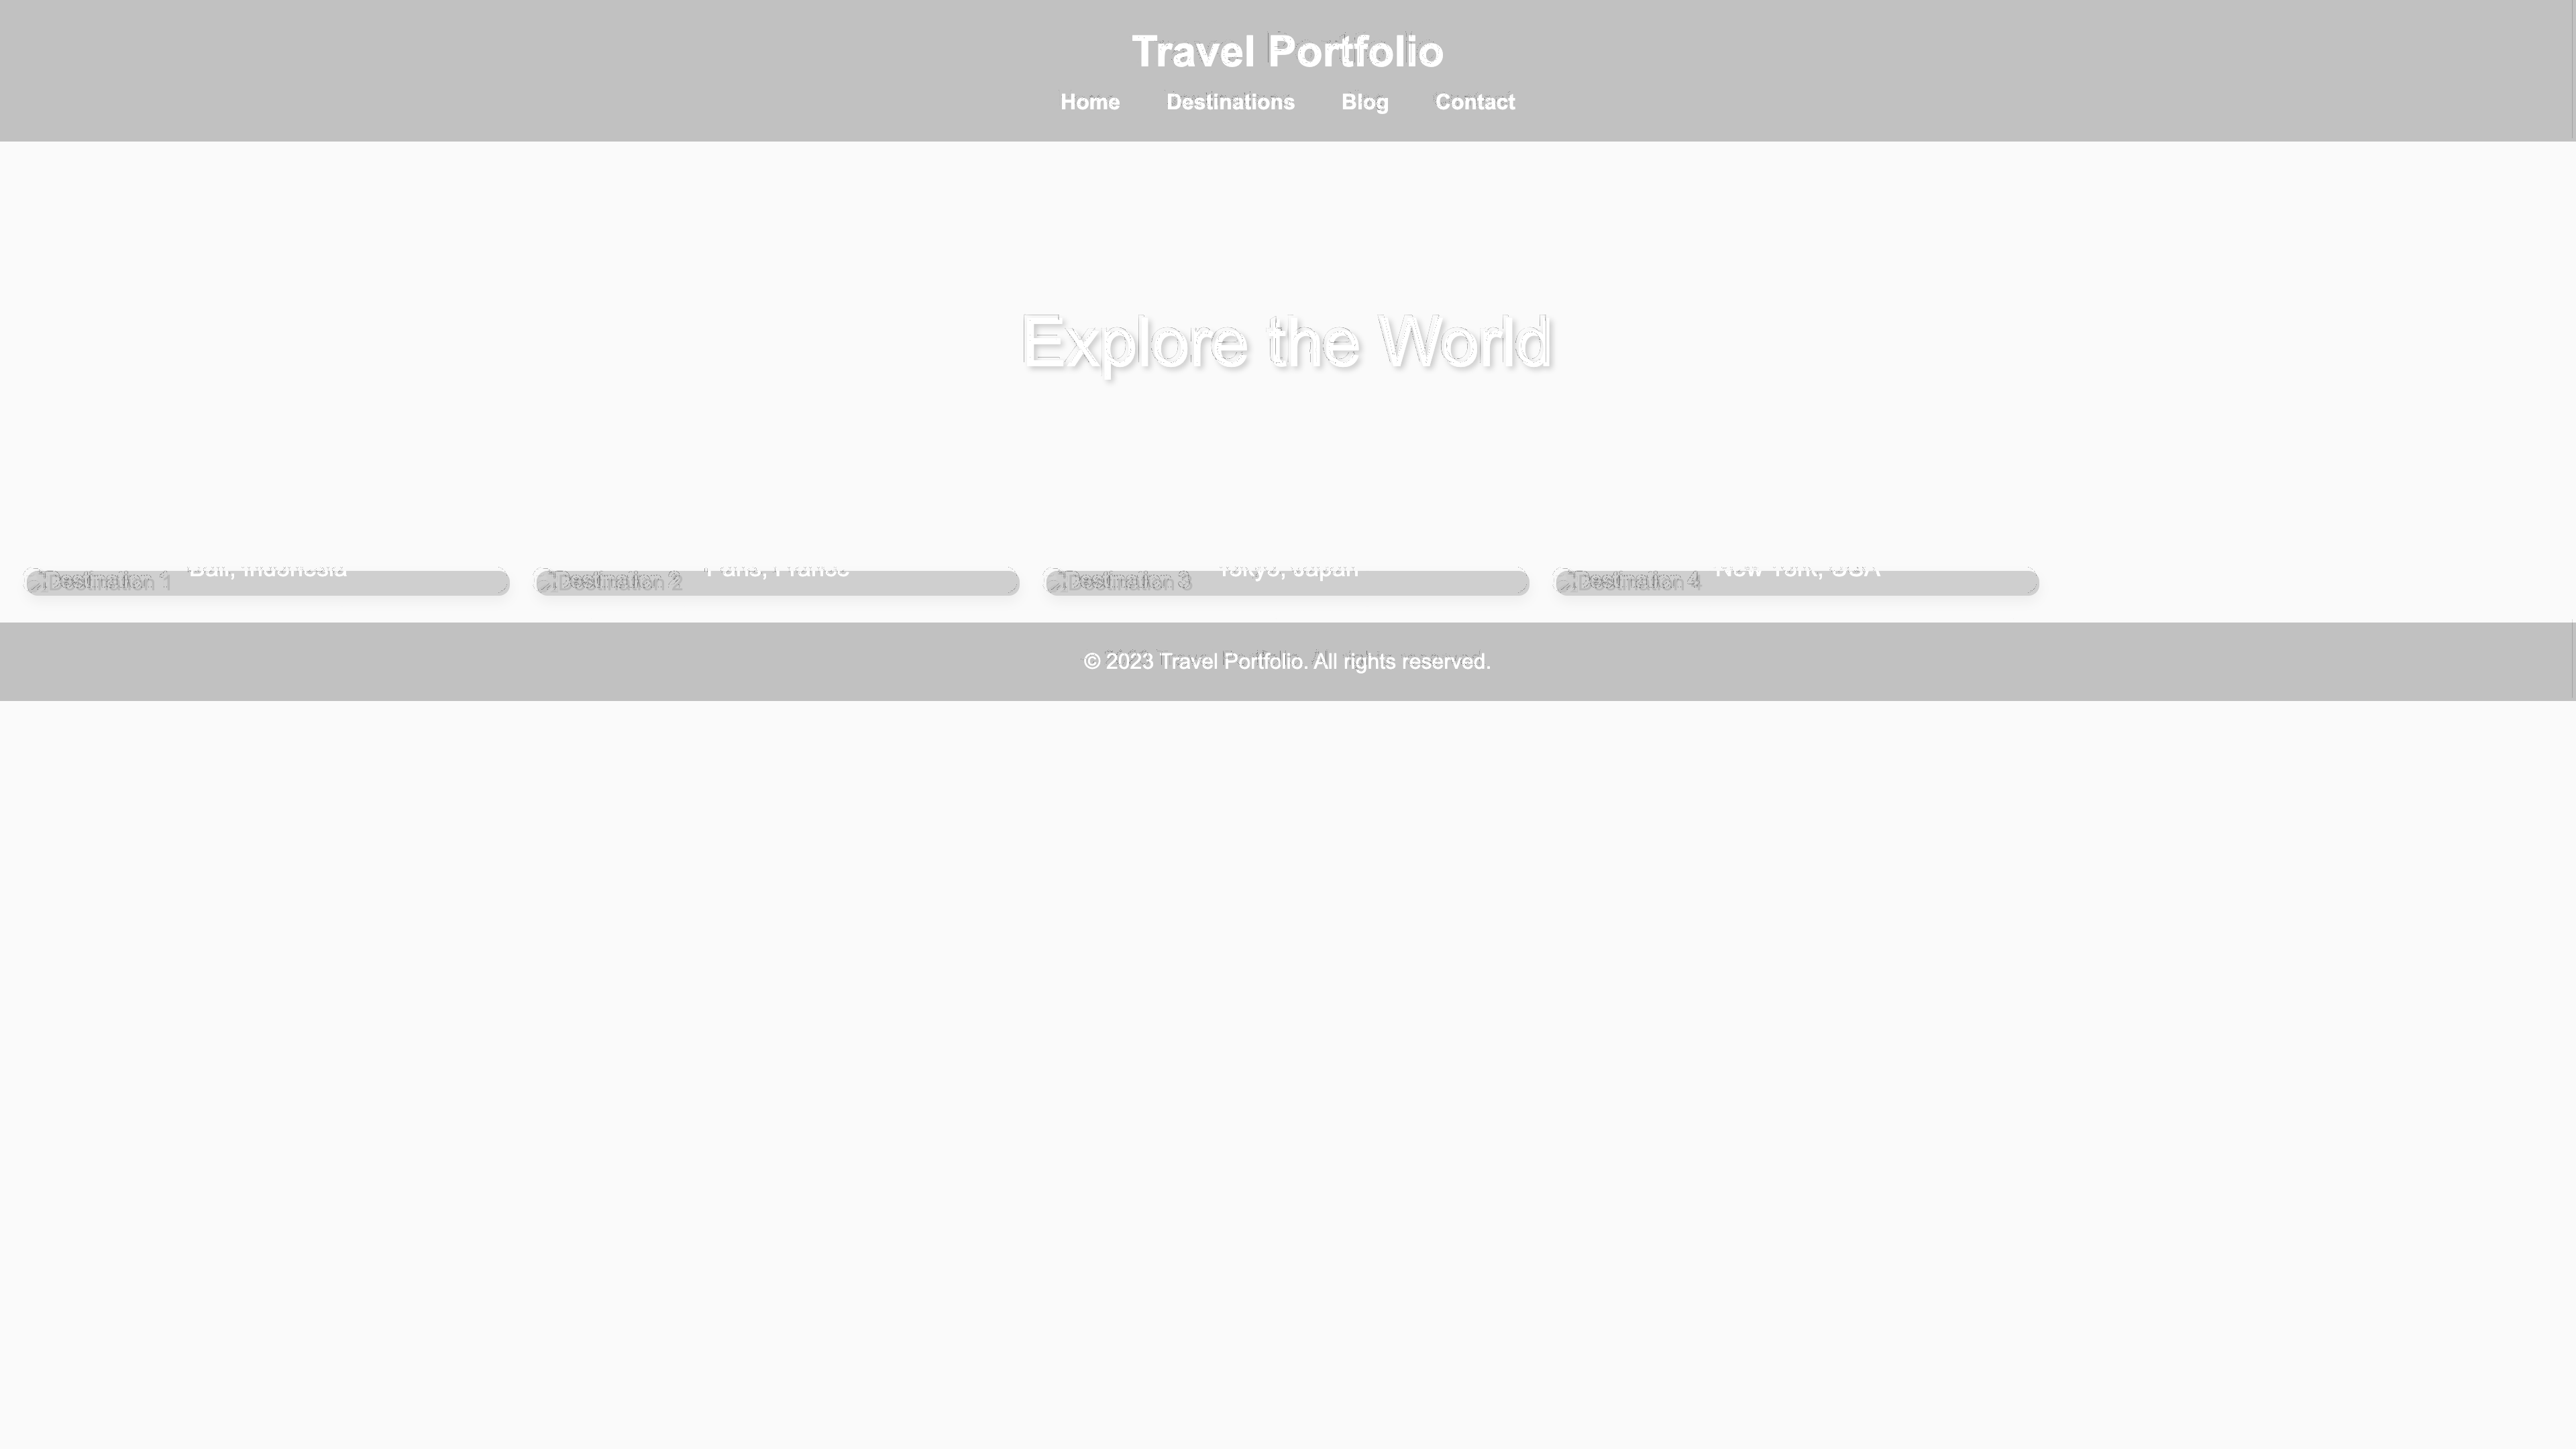 Travel Portfolio
Home Destinations Blog Contact
Explore the World
Bali, Indonesia Paris, France Tokyo, Japan New York, USA
Destination 1 Destination 2 Destination 3 Destination 4
© 2023 Travel Portfolio. All rights reserved.